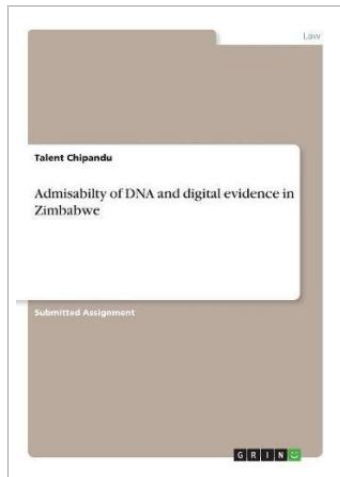 Law
Talent Chipandu
Admisabilty of DNA and digital evidence in
Zimbabwe
Submitted Assignment
GRIN